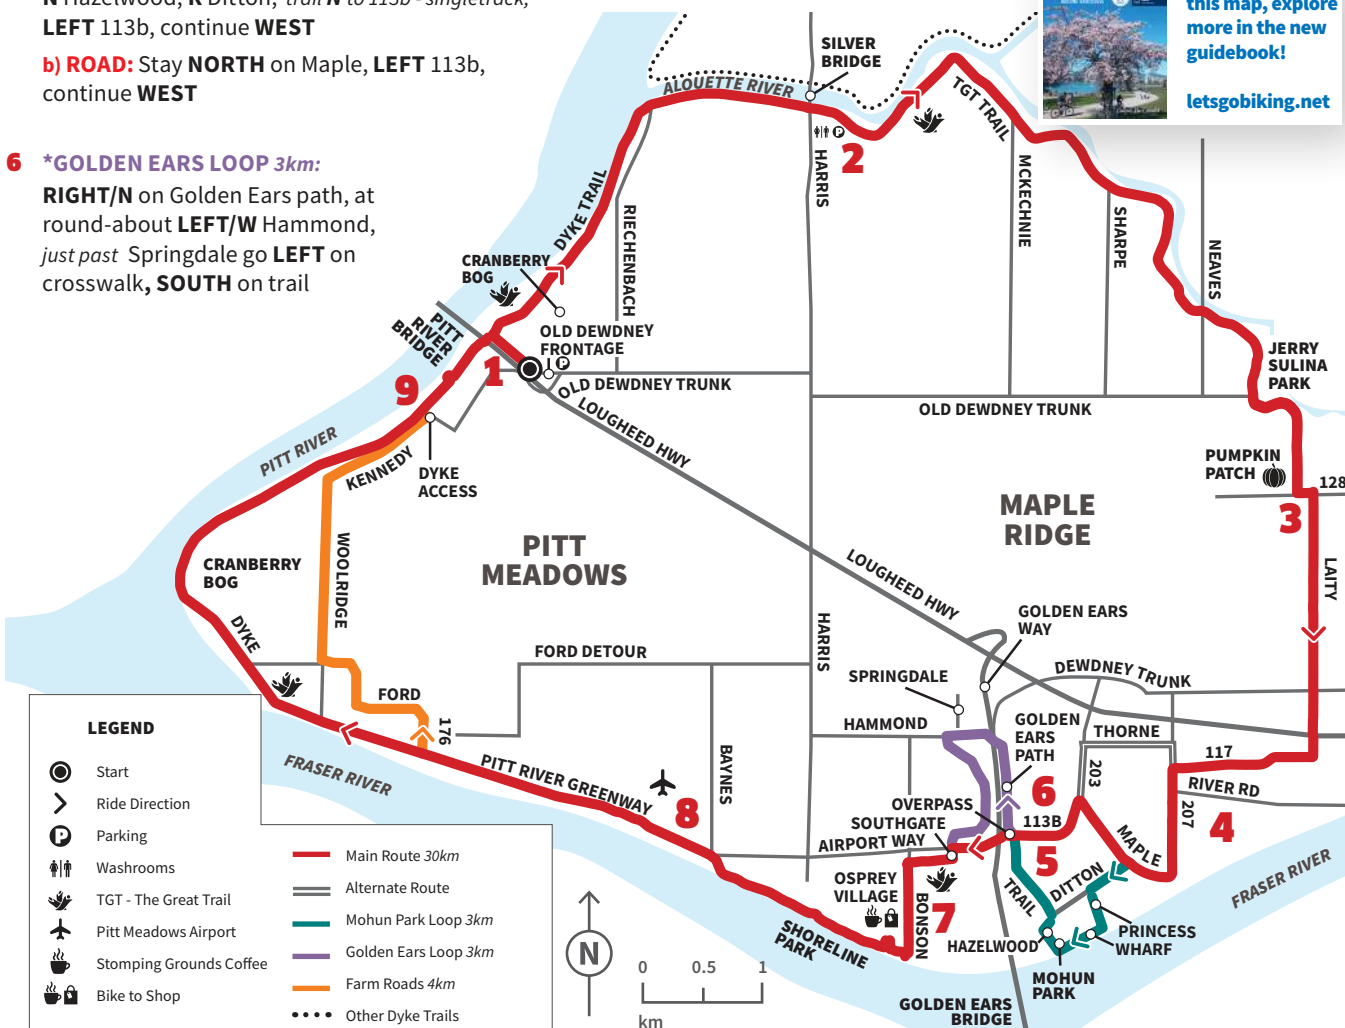 N Hazelwood, R Ditton, trail N to 113b - singletrack,
LEFT 113b, continue WEST
b) ROAD: Stay NORTH on Maple, LEFT 113b,
continue WEST
6 *GOLDEN EARS LOOP 3km:
RIGHT/N on Golden Ears path, at
round-about LEFT/W Hammond,
just past Springdale go LEFT on
crosswalk, SOUTH on trail
this map, explore
more in the new
guidebook!
letsgobiking.net
SILVER
BRIDGE
ALOUETTE RIVER
TGT TRAIL
2
HARRIS
MCKECHNIE
SHARPE
NEAVES
DYKE TRAIL
RIECHENBACH
CRANBERRY
BOG
PITT
RIVER
BRIDGE
OLD DEWDNEY
FRONTAGE
P
1
9
OLD DEWDNEY TRUNK
LOUGHEED HWY
OLD DEWDNEY TRUNK
JERRY
SULINA
PARK
PITT RIVER
KENNEDY
DYKE
ACCESS
PUMPKIN
PATCH
128
3
MAPLE
RIDGE
PITT
MEADOWS
CRANBERRY
BOG
WOOLRIDGE
DYKE
LOUGHEED HWY
LAITY
GOLDEN EARS
WAY
HARRIS
FORD DETOUR
SPRINGDALE
DEWDNEY TRUNK
FORD
176
HAMMOND
GOLDEN
EARS
PATH
THORNE
117
203
RIVER RD
207
4
6
FRASER RIVER
PITT RIVER GREENWAY
BAYNES
8
OVERPASS
SOUTHGATE
AIRPORT WAY
113B
5
MAPLE
OSPREY
VILLAGE
BONSON
7
TRAIL
DITTON
FRASER RIVER
SHORELINE
PARK
HAZELWOOD
PRINCESS
WHARF
MOHUN
PARK
GOLDEN EARS
BRIDGE
LEGEND
Start
Ride Direction
P Parking
Washrooms
TGT - The Great Trail
Pitt Meadows Airport
Stomping Grounds Coffee
Bike to Shop
Main Route 30km
Alternate Route
Mohun Park Loop 3km
Golden Ears Loop 3km
Farm Roads 4km
Other Dyke Trails
N
0 0.5 1
km